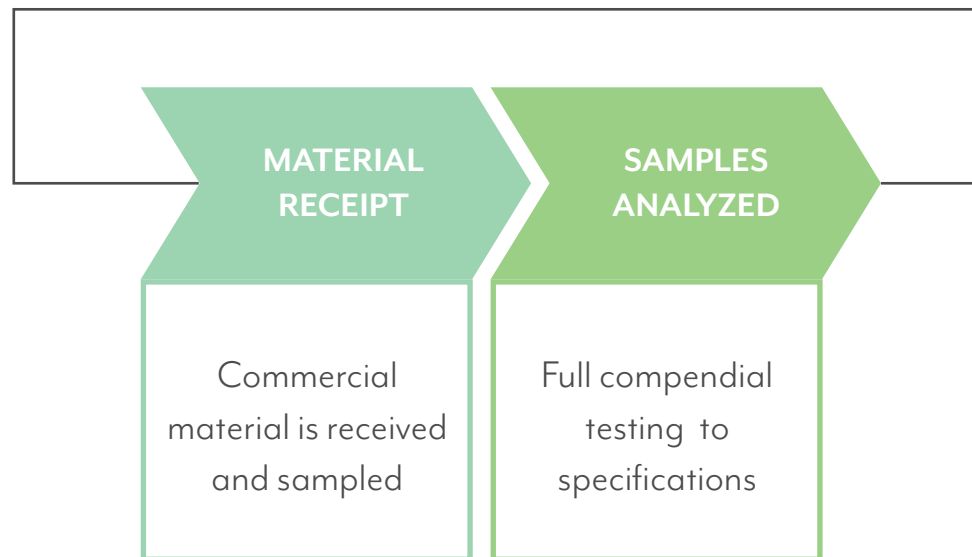 MATERIAL
RECEIPT
Commercial
material is received
and sampled
SAMPLES
ANALYZED
Full compendial
testing to
specifications